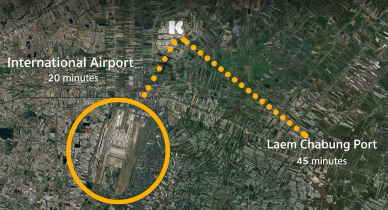 K
International Airport
20 minutes
Laem Chabung Port
45 minutes